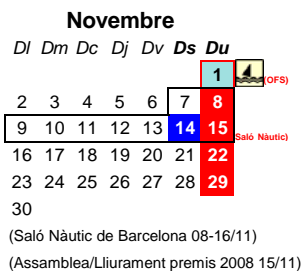 Novembre
Dl Dm Dc Dj Dv Ds Du
1 (OFS)
2 3 4 5 6 7 8
9 10 11 12 13 14 15 Saló Nàutic)
16 17 18 19 20 21 22
23 24 25 26 27 28 29
30
(Saló Nàutic de Barcelona 08-16/11)
(Assamblea/Lliurament premis 2008 15/11)